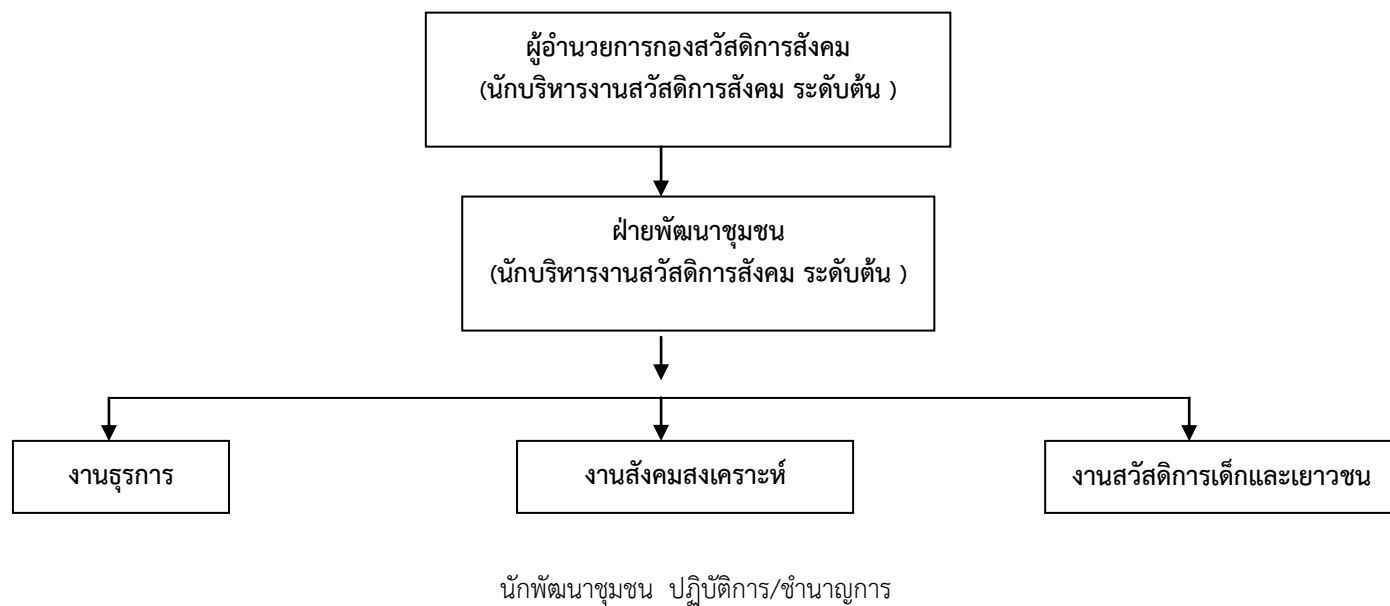 ผู้อำนวยการกองสวัสดิการสังคม
(นักบริหารงานสวัสดิการสังคม ระดับต้น )
ฝ่ายพัฒนาชุมชน
(นักบริหารงานสวัสดิการสังคม ระดับต้น )
งานธุรการ
งานสังคมสงเคราะห์
งานสวัสดิการเด็กและเยาวชน
นักพัฒนาชุมชน ปฏิบัติการ/ชำนาญการ